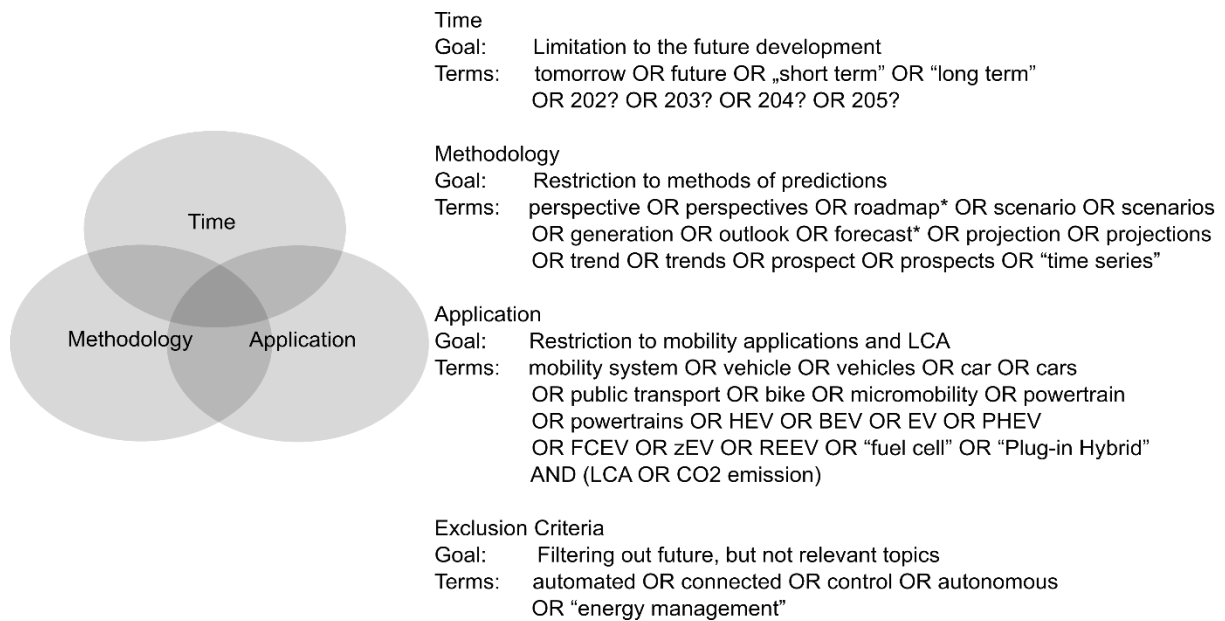 Time
Goal: Limitation to the future development
Terms: tomorrow OR future OR „short term” OR “long term”
OR 202? OR 203? OR 204? OR 205?
Methodology
Goal: Restriction to methods of predictions
Terms: perspective OR perspectives OR roadmap* OR scenario OR scenarios
OR generation OR outlook OR forecast* OR projection OR projections
OR trend OR trends OR prospect OR prospects OR “time series”
Application
Goal: Restriction to mobility applications and LCA
Terms: mobility system OR vehicle OR vehicles OR car OR cars
OR public transport OR bike OR micromobility OR powertrain
OR powertrains OR HEV OR BEV OR EV OR PHEV
OR FCEV OR zEV OR REEV OR “fuel cell” OR “Plug-in Hybrid”
AND (LCA OR CO2 emission)
Exclusion Criteria
Goal: Filtering out future, but not relevant topics
Terms: automated OR connected OR control OR autonomous
OR “energy management”
Time
Methodology
Application